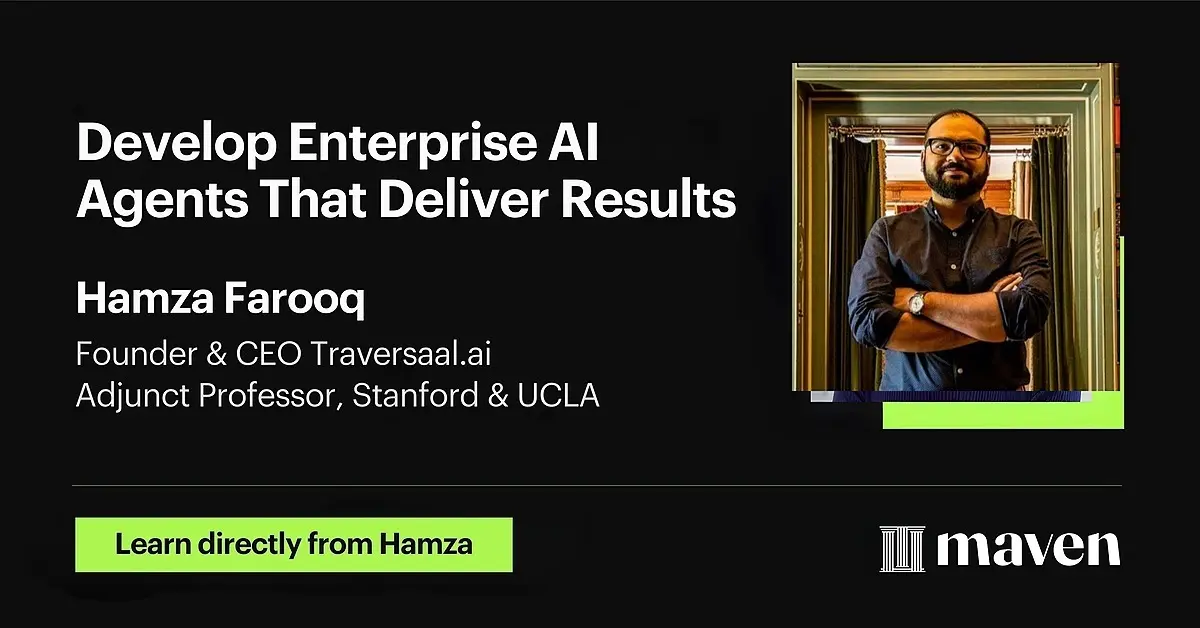 Develop Enterprise AI
Agents That Deliver Results
Hamza Farooq
Founder & CEO Traversaal.ai
Adjunct Professor, Stanford & UCLA
Learn directly from Hamza
maven